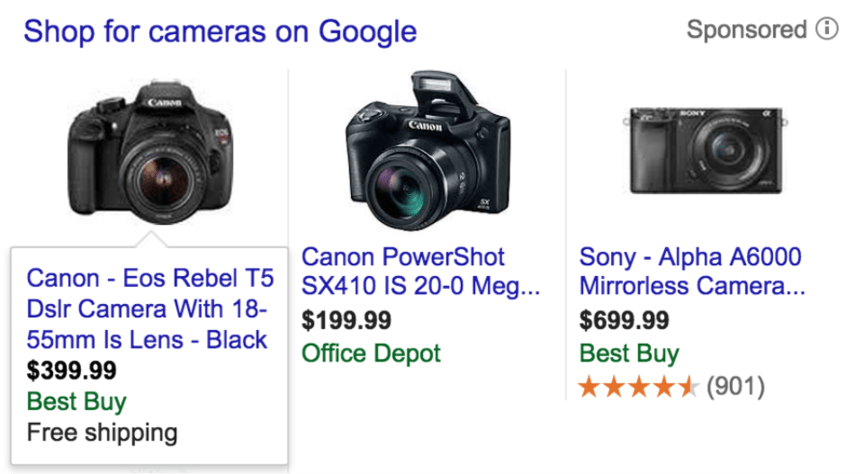 Shop for cameras on Google
Sponsored
Canon
EOS
Canon
SX
SONY
α
Canon - Eos Rebel T5
Dslr Camera With 18-
55mm Is Lens - Black
$399.99
Best Buy
Free shipping
Canon PowerShot
SX410 IS 20-0 Meg...
$199.99
Office Depot
Sony - Alpha A6000
Mirrorless Camera...
$699.99
Best Buy
(901)